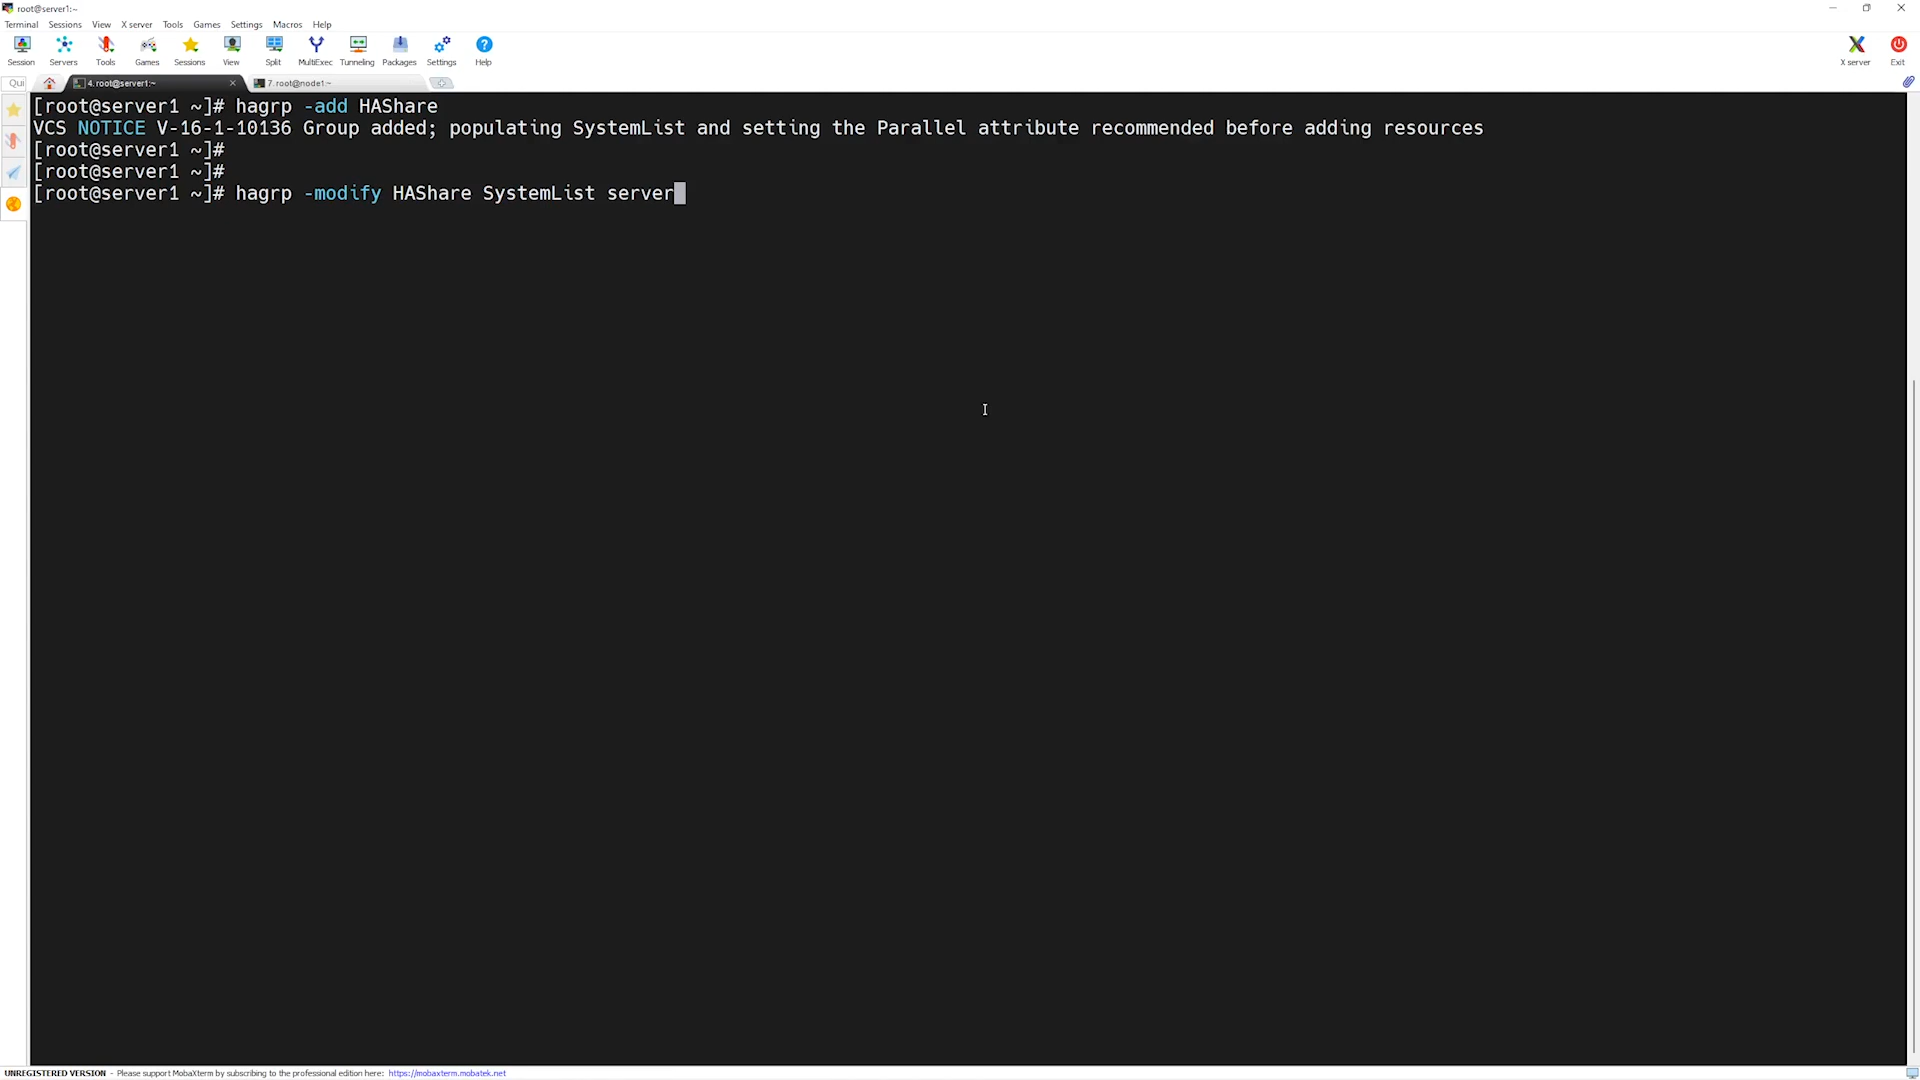 root@server1:~
Terminal Sessions View X server Tools Games Settings Macros Help
Session Servers Tools Games Sessions View Split MultiExec Tunneling Packages Settings Help X server Exit
Qui 4. root@server1:~ 7. root@node1:~
[root@server1 ~]# hagrp -add HAShare
VCS NOTICE V-16-1-10136 Group added; populating SystemList and setting the Parallel attribute recommended before adding resources
[root@server1 ~]#
[root@server1 ~]#
[root@server1 ~]# hagrp -modify HAShare SystemList server
UNREGISTERED VERSION - Please support MobaXterm by subscribing to the professional edition here: https://mobaxterm.mobatek.net